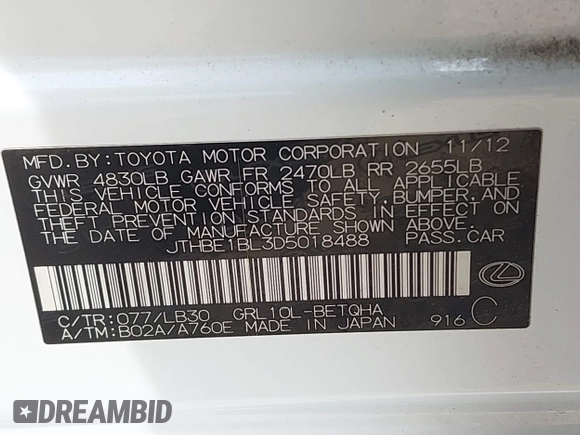 MFD.BY:TOYOTA MOTOR CORPORATION 11/12
GVWR 4830LB GAWR FR 2470LB RR 2655LB
THIS VEHICLE CONFORMS TO ALL APPLICABLE
FEDERAL MOTOR VEHICLE SAFETY,BUMPER,AND
THEFT PREVENTION STANDARDS IN EFFECT ON
THE DATE OF MANUFACTURE SHOWN ABOVE.
JTHBE1BL3D5018488 PASS.CAR
C/TR:077/LB30 GRL10L-BETQHA
A/TM:B02A/A760E MADE IN JAPAN 916 C
DREAMBID